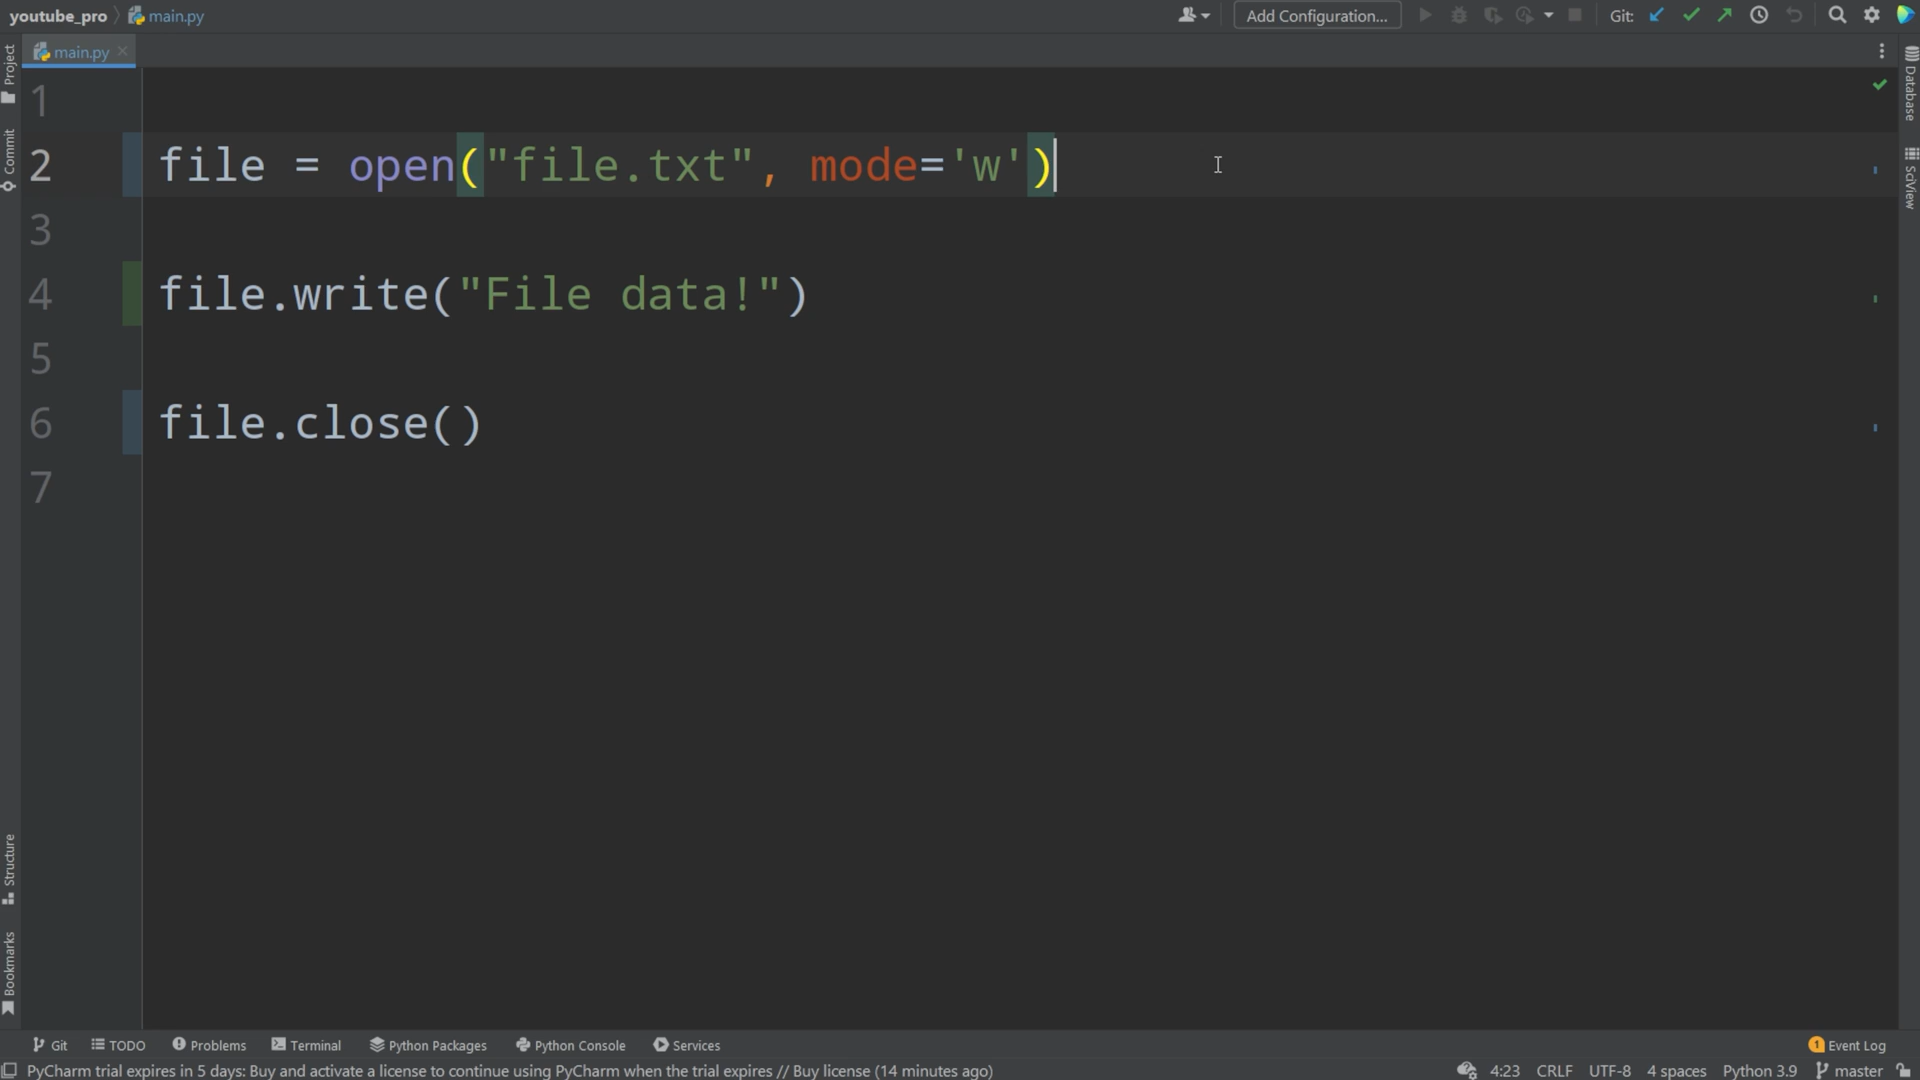 youtube_pro main.py
Add Configuration...
Git:
main.py
Project
Commit
Structure
Bookmarks
Database
SciView
1
2 file = open("file.txt", mode='w')
3
4 file.write("File data!")
5
6 file.close()
7
Git TODO Problems Terminal Python Packages Python Console Services
1 Event Log
PyCharm trial expires in 5 days: Buy and activate a license to continue using PyCharm when the trial expires // Buy license (14 minutes ago)
4:23 CRLF UTF-8 4 spaces Python 3.9 master